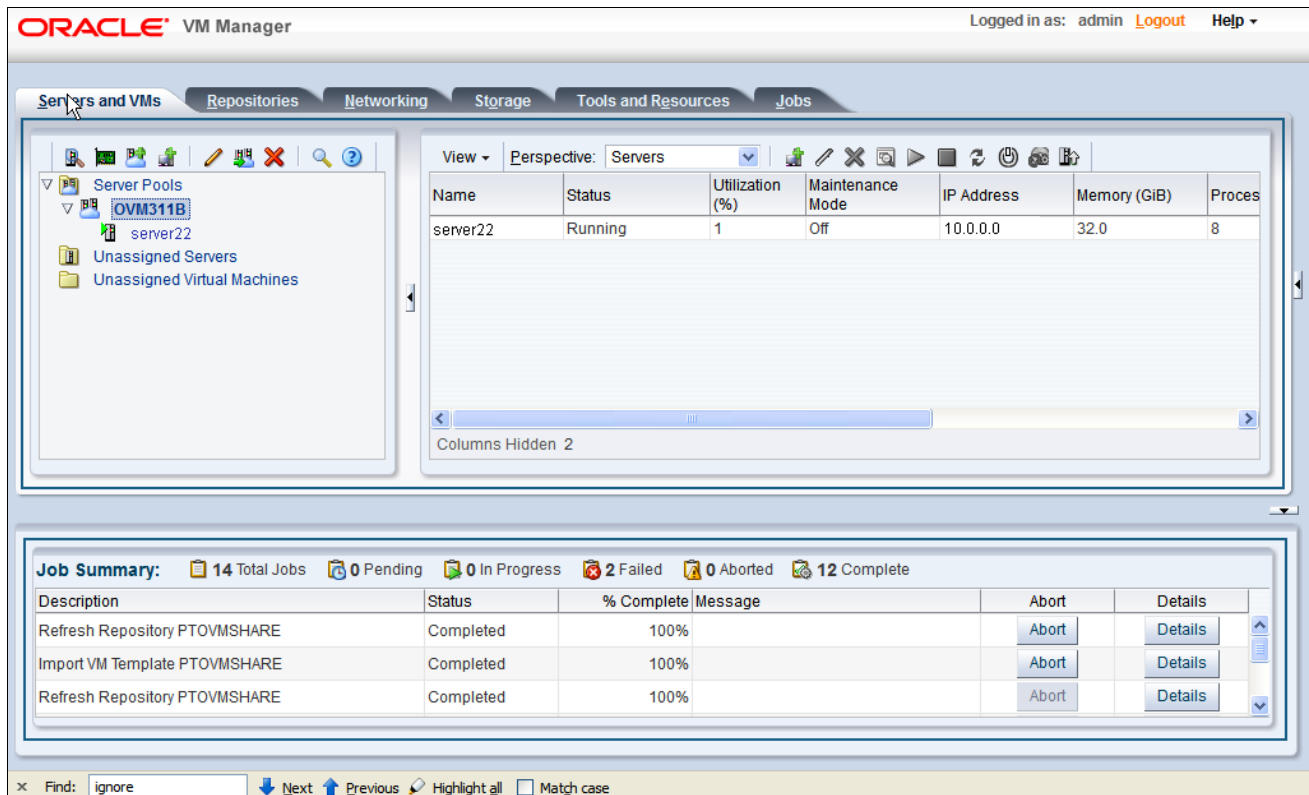 ORACLE VM Manager
Logged in as: admin Logout Help
Servers and VMs Repositories Networking Storage Tools and Resources Jobs
View Perspective: Servers
Server Pools
OVM311B
server22
Unassigned Servers
Unassigned Virtual Machines
Name Status Utilization (%) Maintenance Mode IP Address Memory (GiB) Proces
server22 Running 1 Off 10.0.0.0 32.0 8
Columns Hidden 2
Job Summary: 14 Total Jobs 0 Pending 0 In Progress 2 Failed 0 Aborted 12 Complete
Description Status % Complete Message Abort Details
Refresh Repository PTOVMSHARE Completed 100% Abort Details
Import VM Template PTOVMSHARE Completed 100% Abort Details
Refresh Repository PTOVMSHARE Completed 100% Abort Details
× Find: ignore Next Previous Highlight all Match case